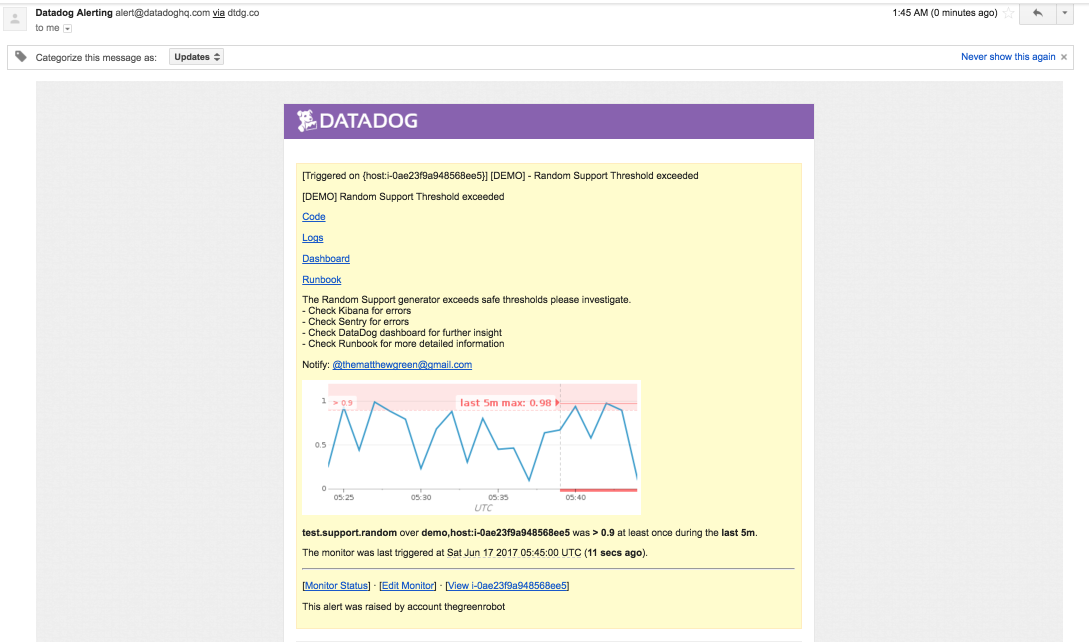 Datadog Alerting alert@datadoghq.com via dtdg.co
1:45 AM (0 minutes ago)
to me
Categorize this message as: Updates
Never show this again ×
DATADOG
[Triggered on {host:i-0ae23f9a948568ee5}] [DEMO] - Random Support Threshold exceeded
[DEMO] Random Support Threshold exceeded
Code
Logs
Dashboard
Runbook
The Random Support generator exceeds safe thresholds please investigate.
- Check Kibana for errors
- Check Sentry for errors
- Check DataDog dashboard for further insight
- Check Runbook for more detailed information
Notify: @thematthewgreen@gmail.com
1
> 0.9
last 5m max: 0.98
0.5
0
05:25 05:30 05:35 05:40
UTC
test.support.random over demo,host:i-0ae23f9a948568ee5 was > 0.9 at least once during the last 5m.
The monitor was last triggered at Sat Jun 17 2017 05:45:00 UTC (11 secs ago).
[Monitor Status] · [Edit Monitor] · [View i-0ae23f9a948568ee5]
This alert was raised by account thegreenrobot